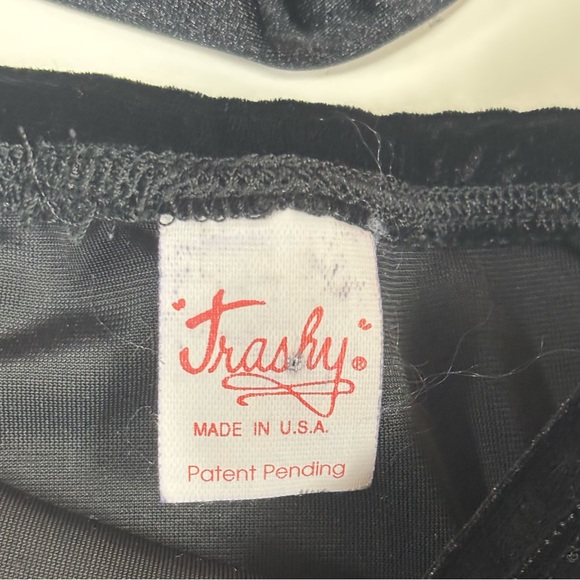 "Trashy"®
MADE IN U.S.A.
Patent Pending